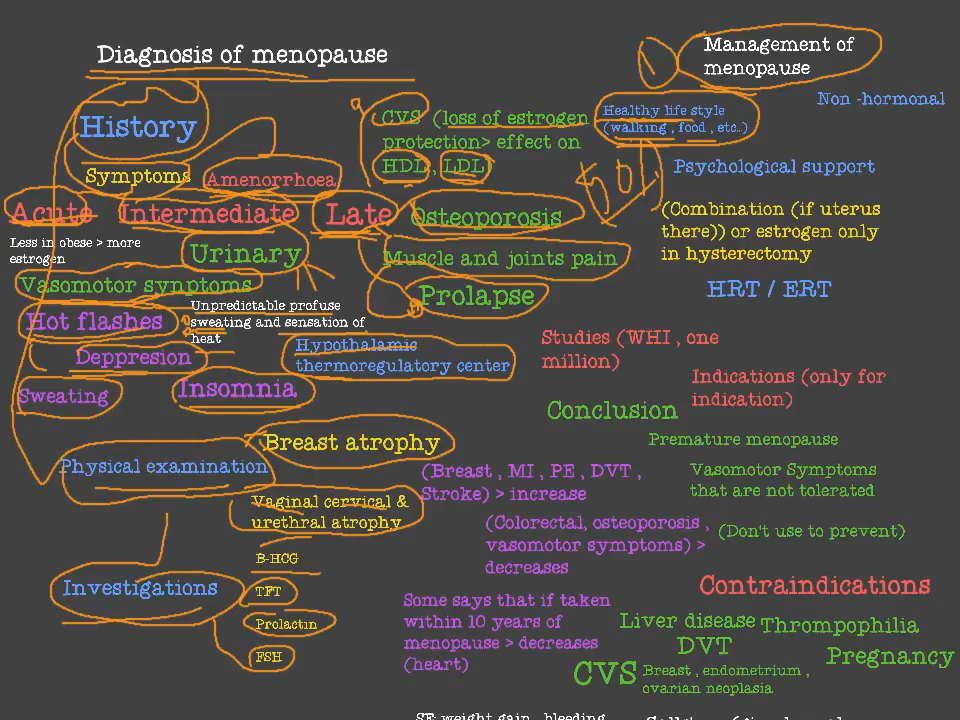 Diagnosis of menopause
History
Symptoms
Amenorrhoea
Acute
Intermediate
Late
Less in obese > more
estrogen
Urinary
Vasomotor symptoms
Hot flashes
Unpredictable profuse
sweating and sensation of
heat
Deppresion
Hypothalamic
thermoregulatory center
Sweating
Insomnia
CVS (loss of estrogen
protection> effect on
HDL , LDL)
Osteoporosis
Muscle and joints pain
Prolapse
Physical examination
Breast atrophy
Vaginal cervical &
urethral atrophy
Investigations
B-HCG
TFT
Prolactin
FSH
Management of
menopause
Healthy life style
(walking , food , etc..)
Non -hormonal
Psychological support
(Combination (if uterus
there)) or estrogen only
in hysterectomy
HRT / ERT
Studies (WHI , one
million)
Indications (only for
indication)
Conclusion
Premature menopause
(Breast , MI , PE , DVT ,
Stroke) > increase
Vasomotor Symptoms
that are not tolerated
(Colorectal, osteoporosis ,
vasomotor symptoms) >
decreases
(Don't use to prevent)
Some says that if taken
within 10 years of
menopause > decreases
(heart)
Contraindications
Liver disease
Thrompophilia
DVT
Pregnancy
CVS
Breast , endometrium ,
ovarian neoplasia
SE: weight gain , bleeding